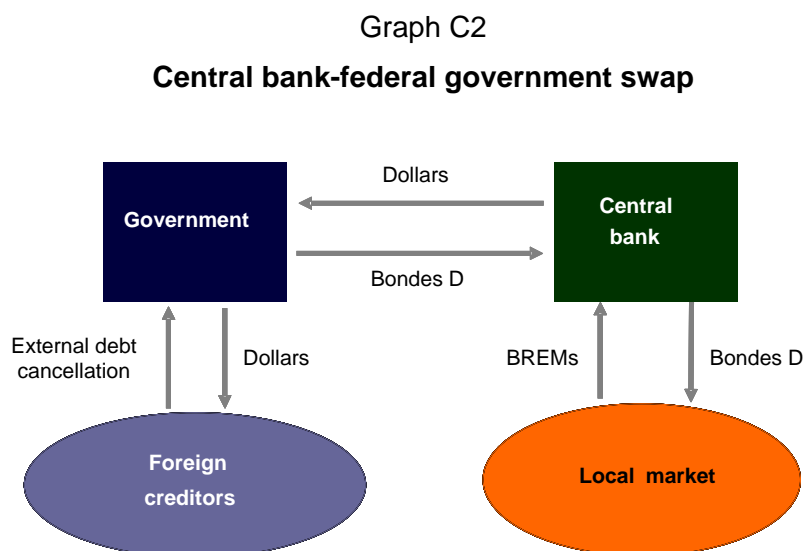 Graph C2
Central bank-federal government swap
Dollars
Government
Central
bank
Bondes D
External debt
cancellation
Dollars
BREMs
Bondes D
Foreign
creditors
Local market